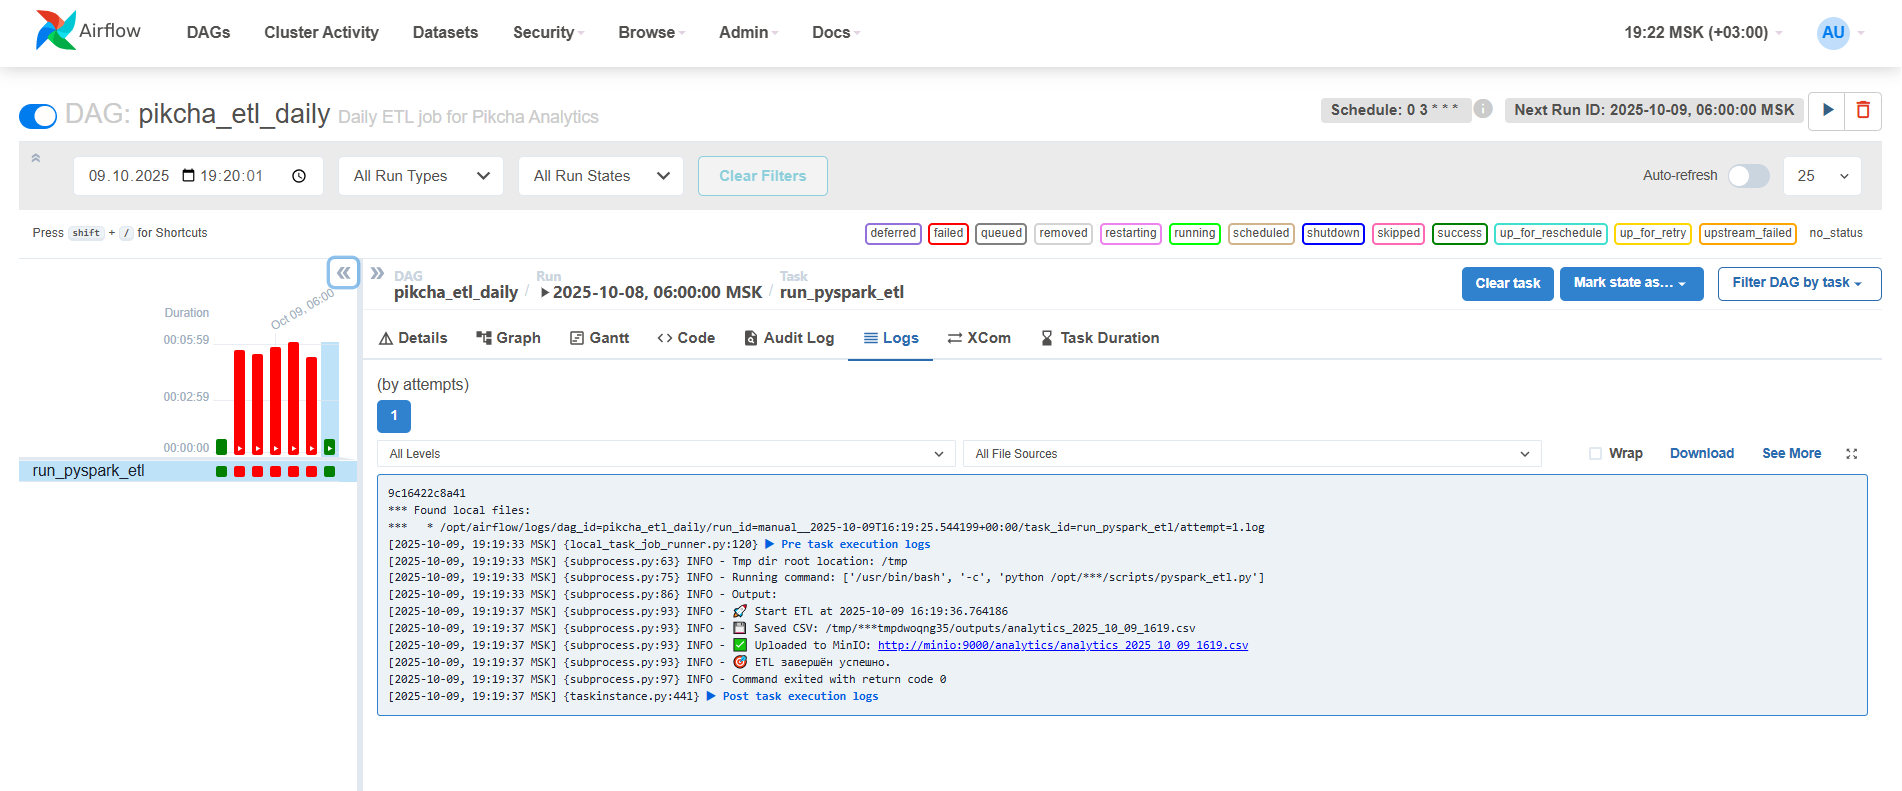 Airflow
DAGs Cluster Activity Datasets Security Browse Admin Docs 19:22 MSK (+03:00) AU
DAG: pikcha_etl_daily Daily ETL job for Pikcha Analytics Schedule: 0 3 * * * i Next Run ID: 2025-10-09, 06:00:00 MSK
09.10.2025 19:20:01 All Run Types All Run States Clear Filters Auto-refresh 25
Press shift + / for Shortcuts deferred failed queued removed restarting running scheduled shutdown skipped success up_for_reschedule up_for_retry upstream_failed no_status
DAG Run Task
pikcha_etl_daily / 2025-10-08, 06:00:00 MSK / run_pyspark_etl Clear task Mark state as... Filter DAG by task
Oct 09, 06:00
Duration
00:05:59
00:02:59
00:00:00
run_pyspark_etl
Details Graph Gantt Code Audit Log Logs XCom Task Duration
(by attempts)
1
All Levels All File Sources Wrap Download See More
9c16422c8a41
*** Found local files:
***   * /opt/airflow/logs/dag_id=pikcha_etl_daily/run_id=manual__2025-10-09T16:19:25.544199+00:00/task_id=run_pyspark_etl/attempt=1.log
[2025-10-09, 19:19:33 MSK] {local_task_job_runner.py:120} ▶ Pre task execution logs
[2025-10-09, 19:19:33 MSK] {subprocess.py:63} INFO - Tmp dir root location: /tmp
[2025-10-09, 19:19:33 MSK] {subprocess.py:75} INFO - Running command: ['/usr/bin/bash', '-c', 'python /opt/***/scripts/pyspark_etl.py']
[2025-10-09, 19:19:33 MSK] {subprocess.py:86} INFO - Output:
[2025-10-09, 19:19:37 MSK] {subprocess.py:93} INFO - 🚀 Start ETL at 2025-10-09 16:19:36.764186
[2025-10-09, 19:19:37 MSK] {subprocess.py:93} INFO - 💾 Saved CSV: /tmp/***tmpdwoqng35/outputs/analytics_2025_10_09_1619.csv
[2025-10-09, 19:19:37 MSK] {subprocess.py:93} INFO - ✅ Uploaded to MinIO: http://minio:9000/analytics/analytics_2025_10_09_1619.csv
[2025-10-09, 19:19:37 MSK] {subprocess.py:93} INFO - 🎯 ETL завершён успешно.
[2025-10-09, 19:19:37 MSK] {subprocess.py:97} INFO - Command exited with return code 0
[2025-10-09, 19:19:37 MSK] {taskinstance.py:441} ▶ Post task execution logs